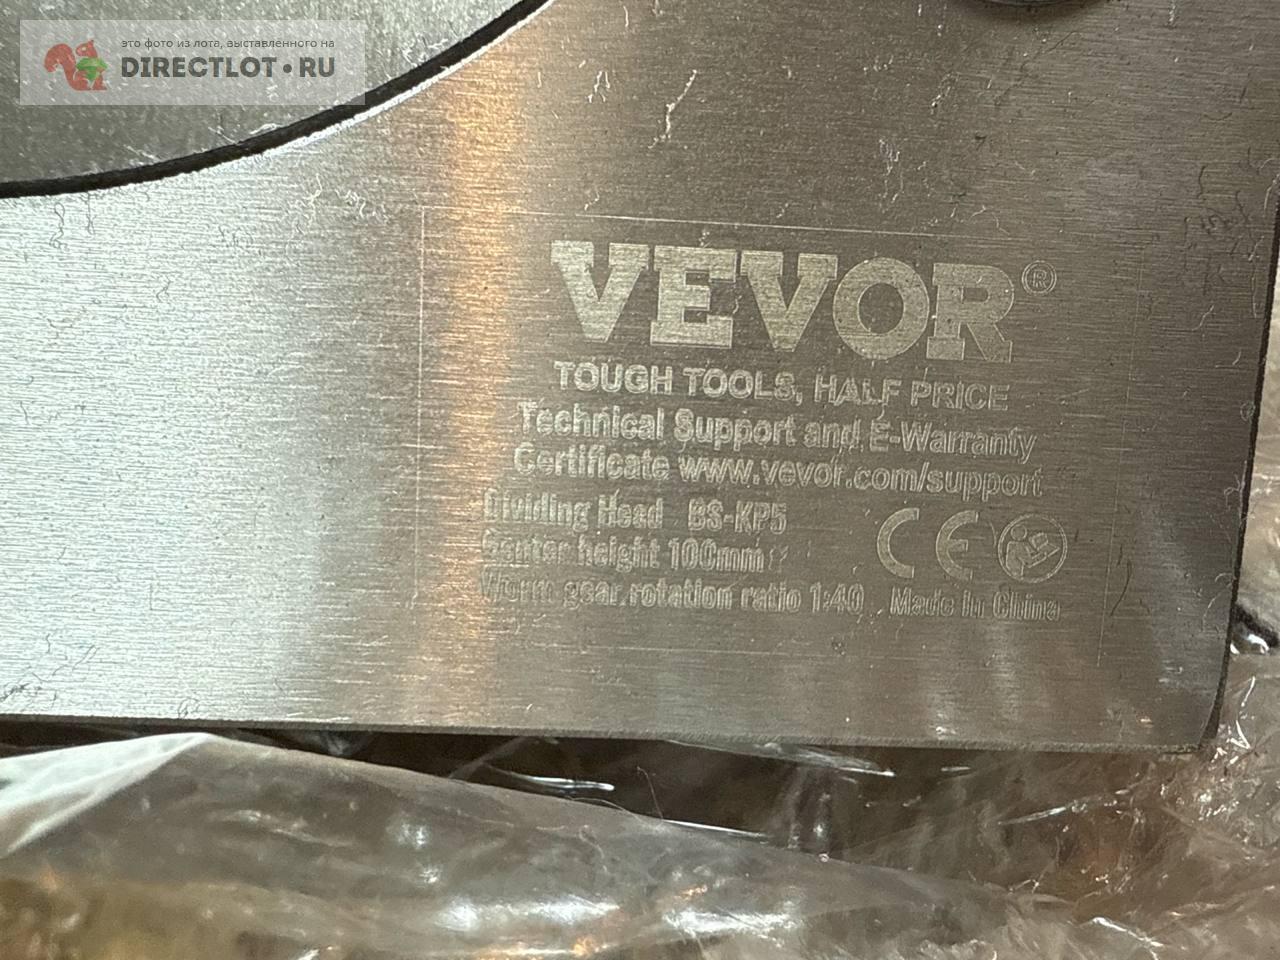 это фото из лота, выставленного на
DIRECTLOT•RU
VEVOR®
TOUGH TOOLS, HALF PRICE
Technical Support and E-Warranty
Certificate www.vevor.com/support
Dividing Head BS-KP5
Center height 100mm
Worm gear rotation ratio 1:40 Made in China
CE